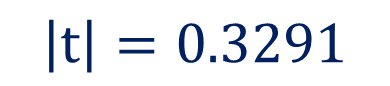 |t| = 0.3291